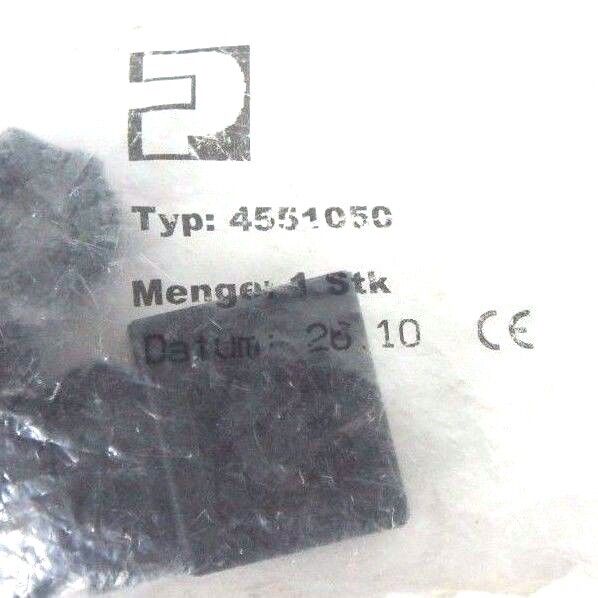 Typ: 4551050
Menge: 1 Stk
Datum: 26.10 CE